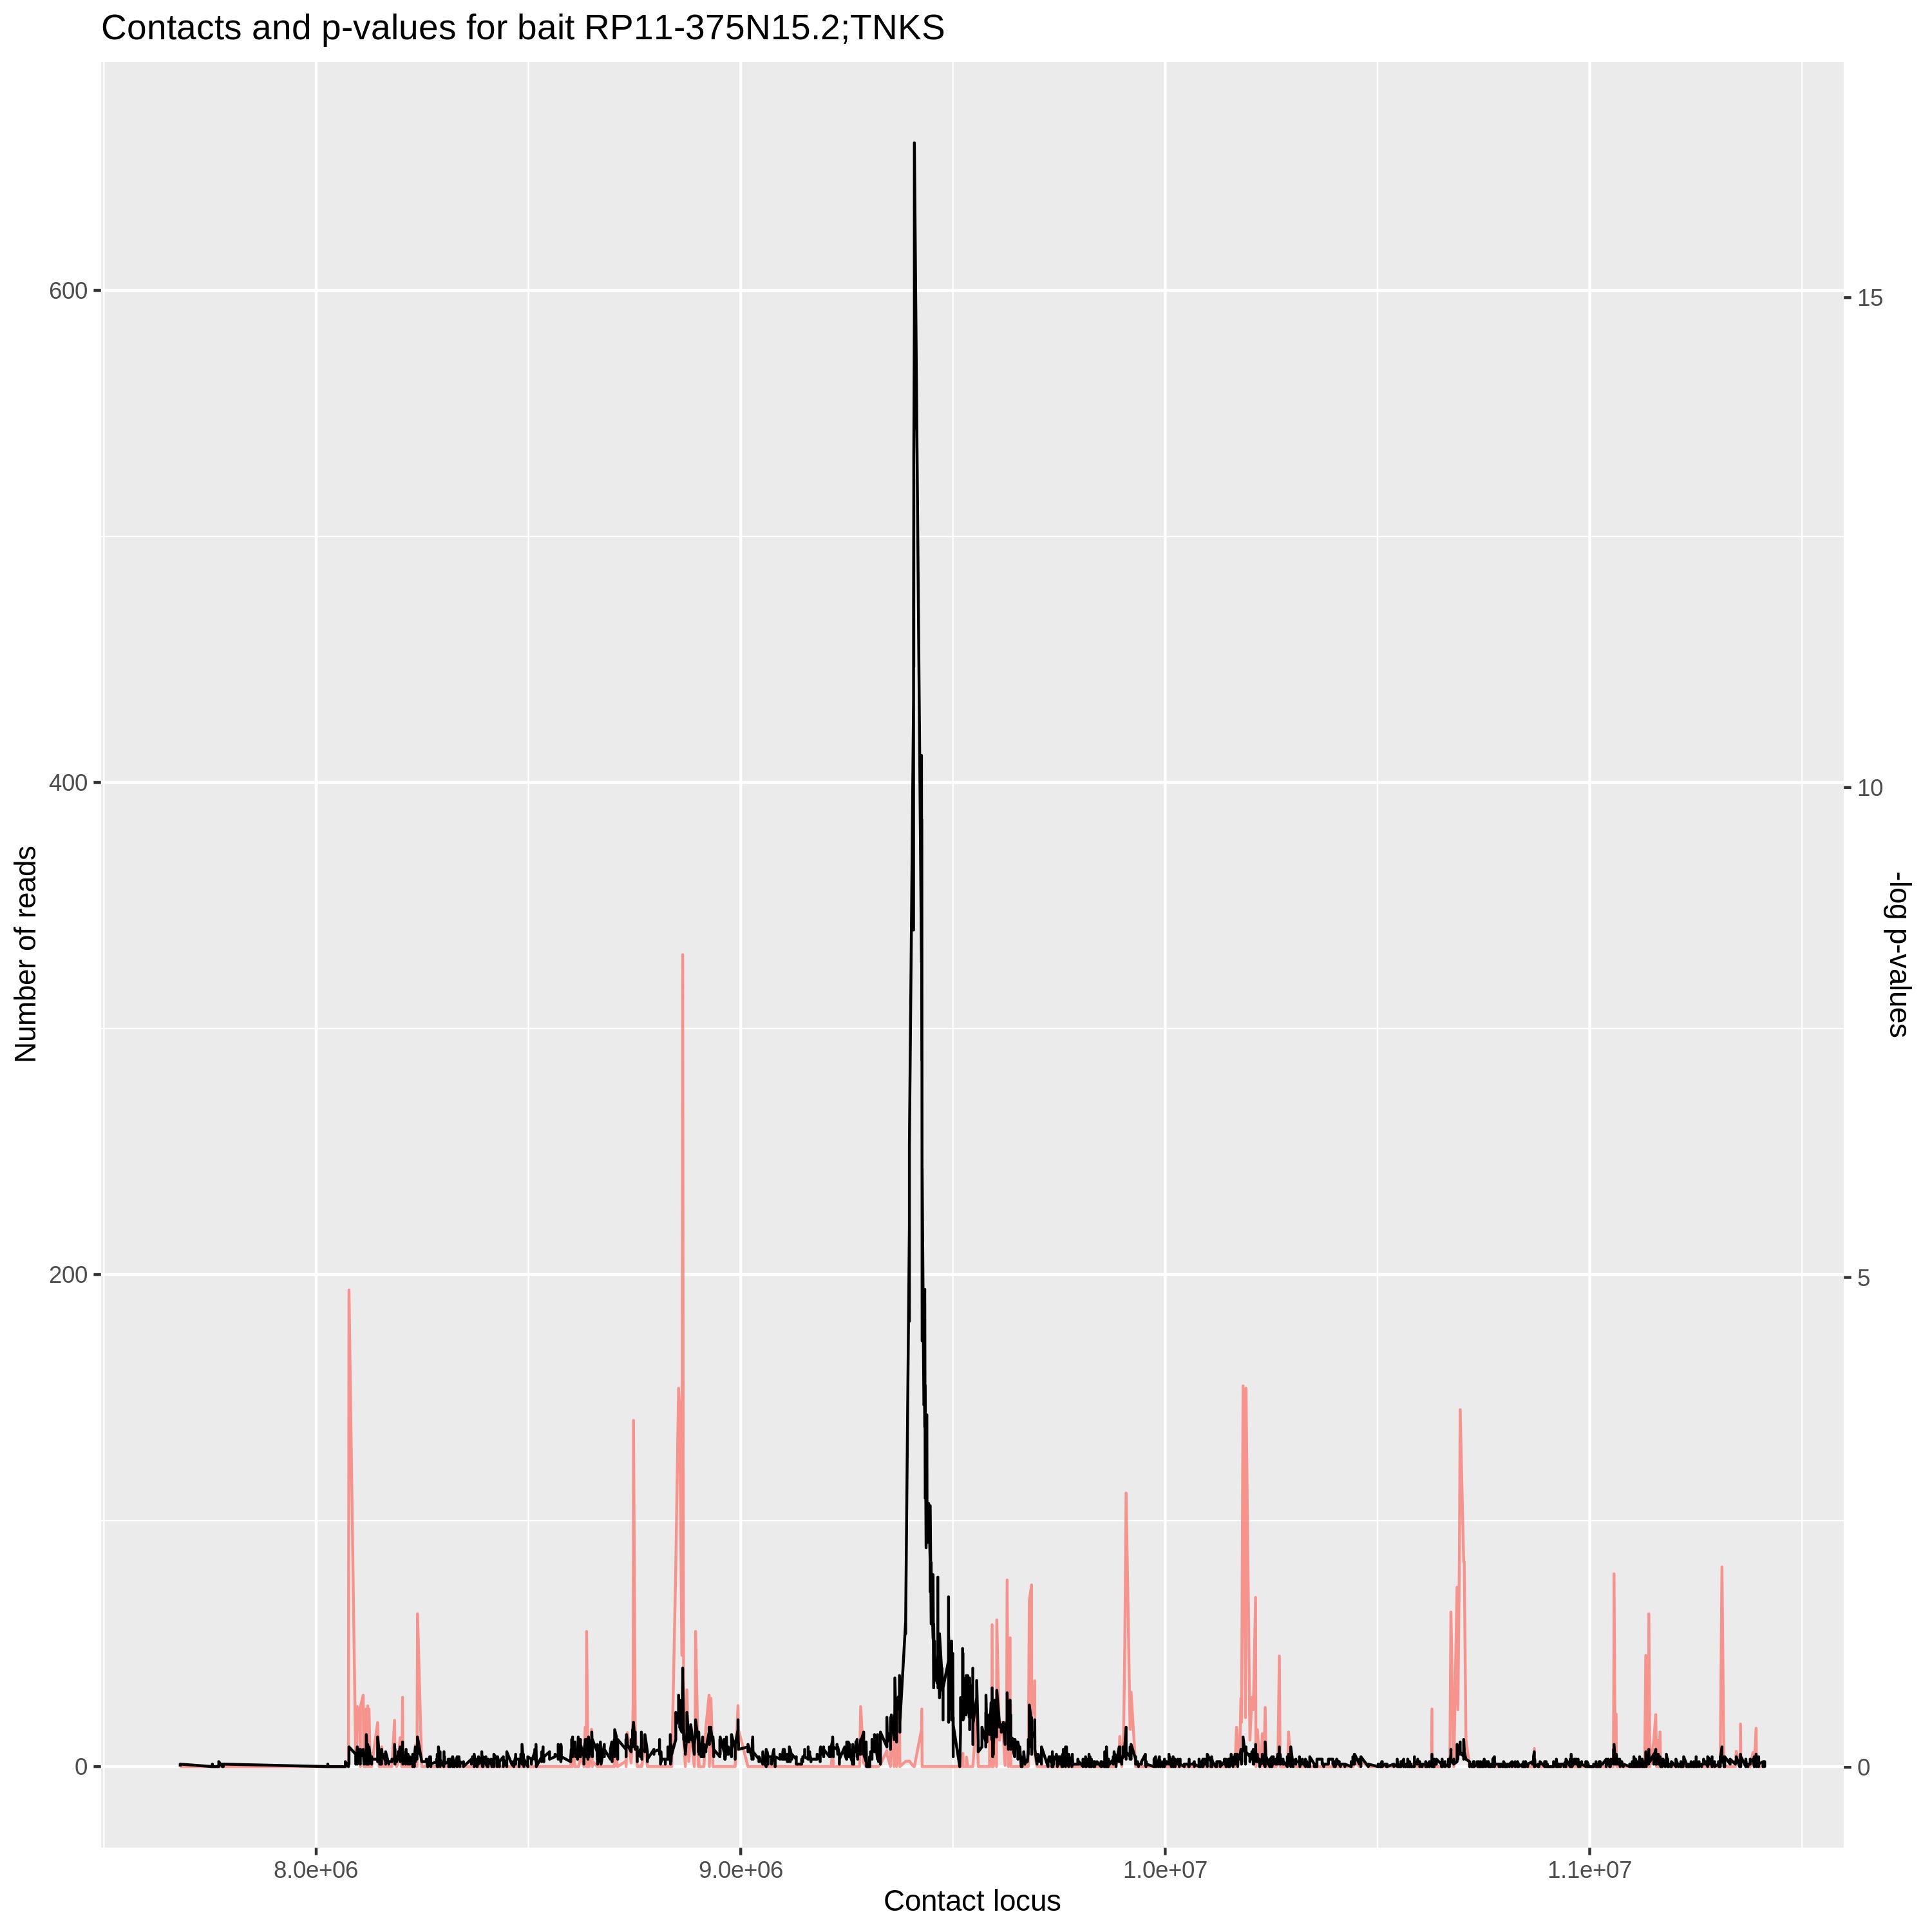 Contacts and p-values for bait RP11-375N15.2;TNKS
Number of reads
600
400
200
0
15
10
5
0
-log p-values
8.0e+06
9.0e+06
1.0e+07
1.1e+07
Contact locus